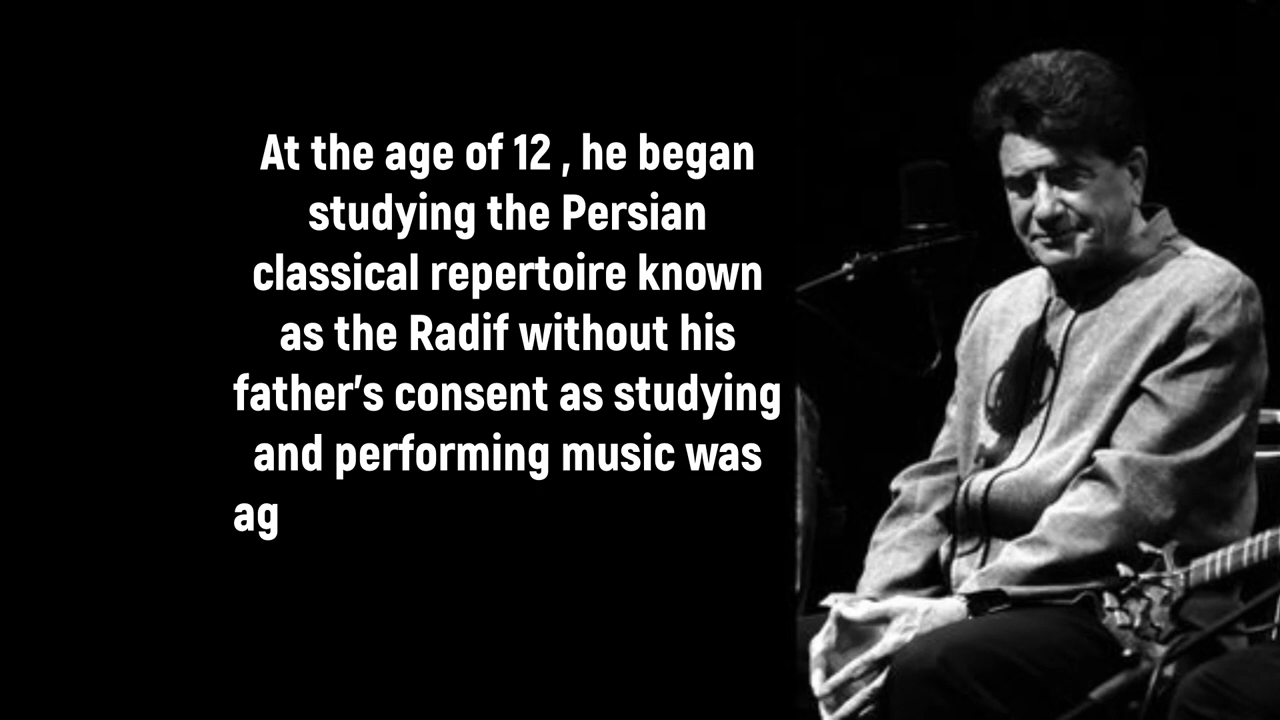 At the age of 12 , he began
studying the Persian
classical repertoire known
as the Radif without his
father’s consent as studying
and performing music was
ag